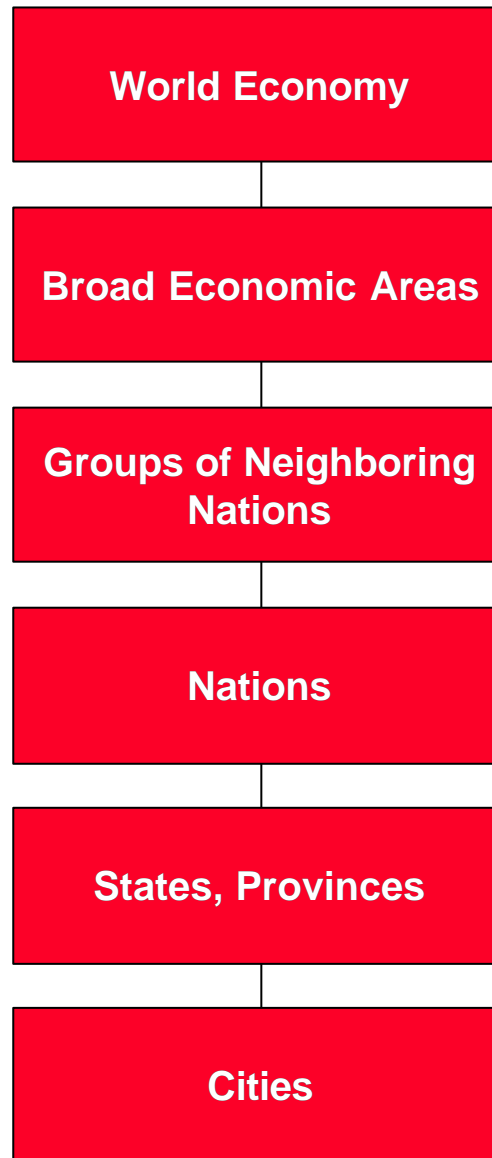 World Economy
Broad Economic Areas
Groups of Neighboring
Nations
Nations
States, Provinces
Cities